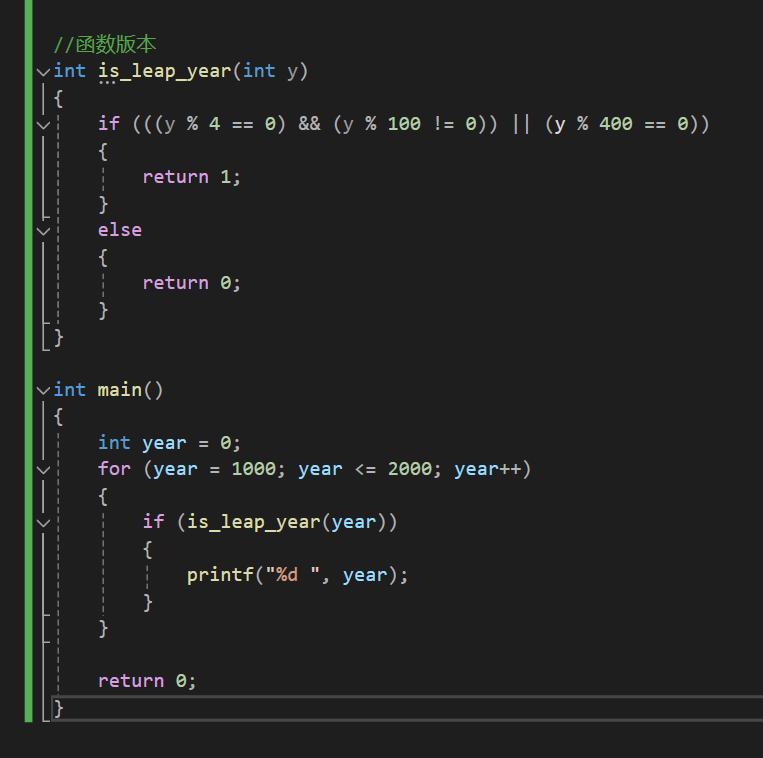 //函数版本
int is_leap_year(int y)
{
    if (((y % 4 == 0) && (y % 100 != 0)) || (y % 400 == 0))
    {
        return 1;
    }
    else
    {
        return 0;
    }
}

int main()
{
    int year = 0;
    for (year = 1000; year <= 2000; year++)
    {
        if (is_leap_year(year))
        {
            printf("%d ", year);
        }
    }

    return 0;
}